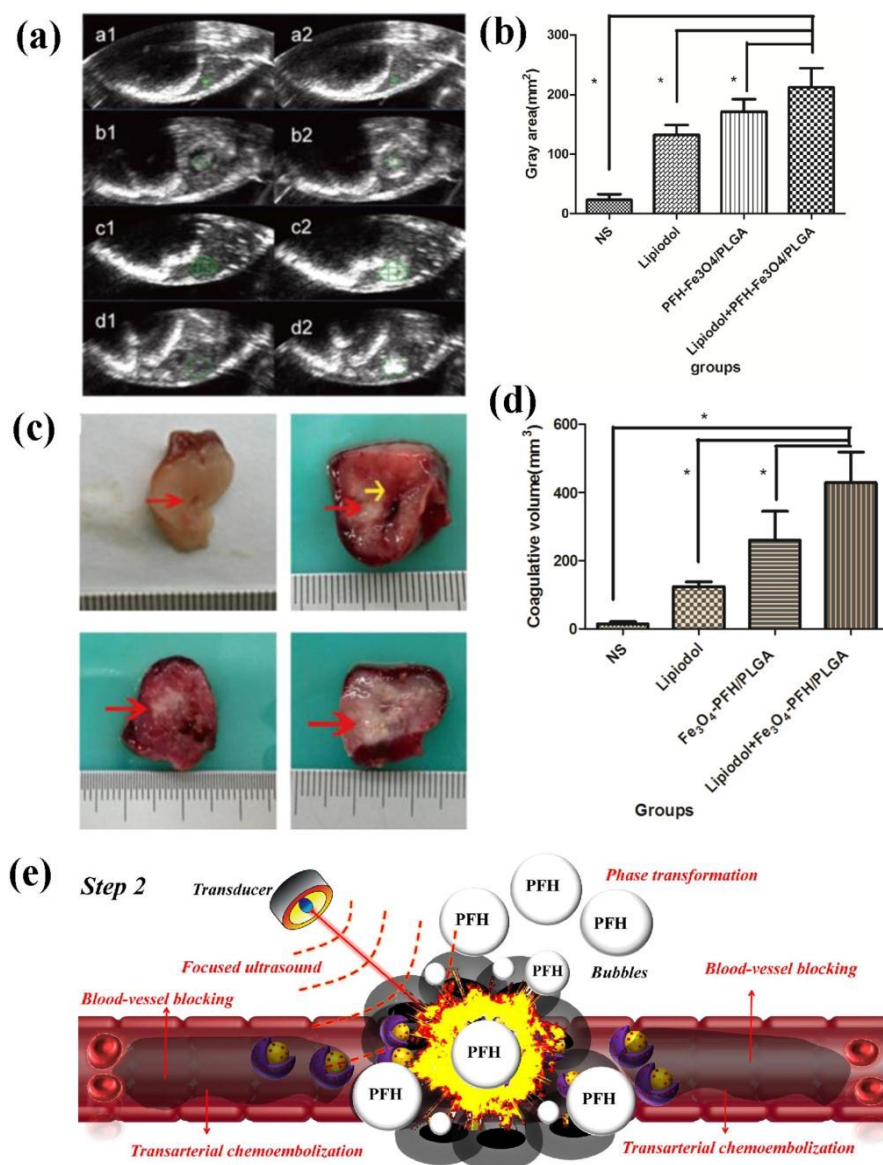 (a)
a1
a2
b1
b2
c1
c2
d1
d2
(b)
300
200
100
0
Gray area(mm²)
*
*
*
NS
Lipiodol
PFH-Fe3O4/PLGA
Lipiodol+PFH-Fe3O4/PLGA
groups
(c)
(d)
600
400
200
0
Coagulative volume(mm³)
*
*
*
NS
Lipiodol
Fe₃O₄-PFH/PLGA
Lipiodol+Fe₃O₄-PFH/PLGA
Groups
(e)
Step 2
Transducer
Focused ultrasound
Blood-vessel blocking
Transarterial chemoembolization
PFH
PFH
PFH
PFH
PFH
PFH
PFH
Phase transformation
Bubbles
Blood-vessel blocking
Transarterial chemoembolization